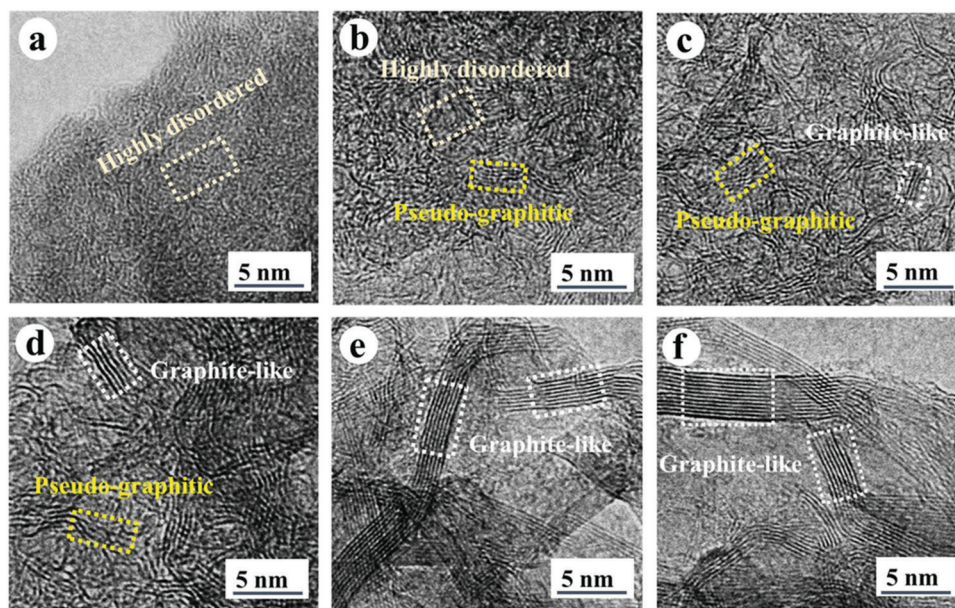 a
Highly disordered
5 nm
b
Highly disordered
Pseudo-graphitic
5 nm
c
Graphite-like
Pseudo-graphitic
5 nm
d
Graphite-like
Pseudo-graphitic
5 nm
e
Graphite-like
5 nm
f
Graphite-like
5 nm